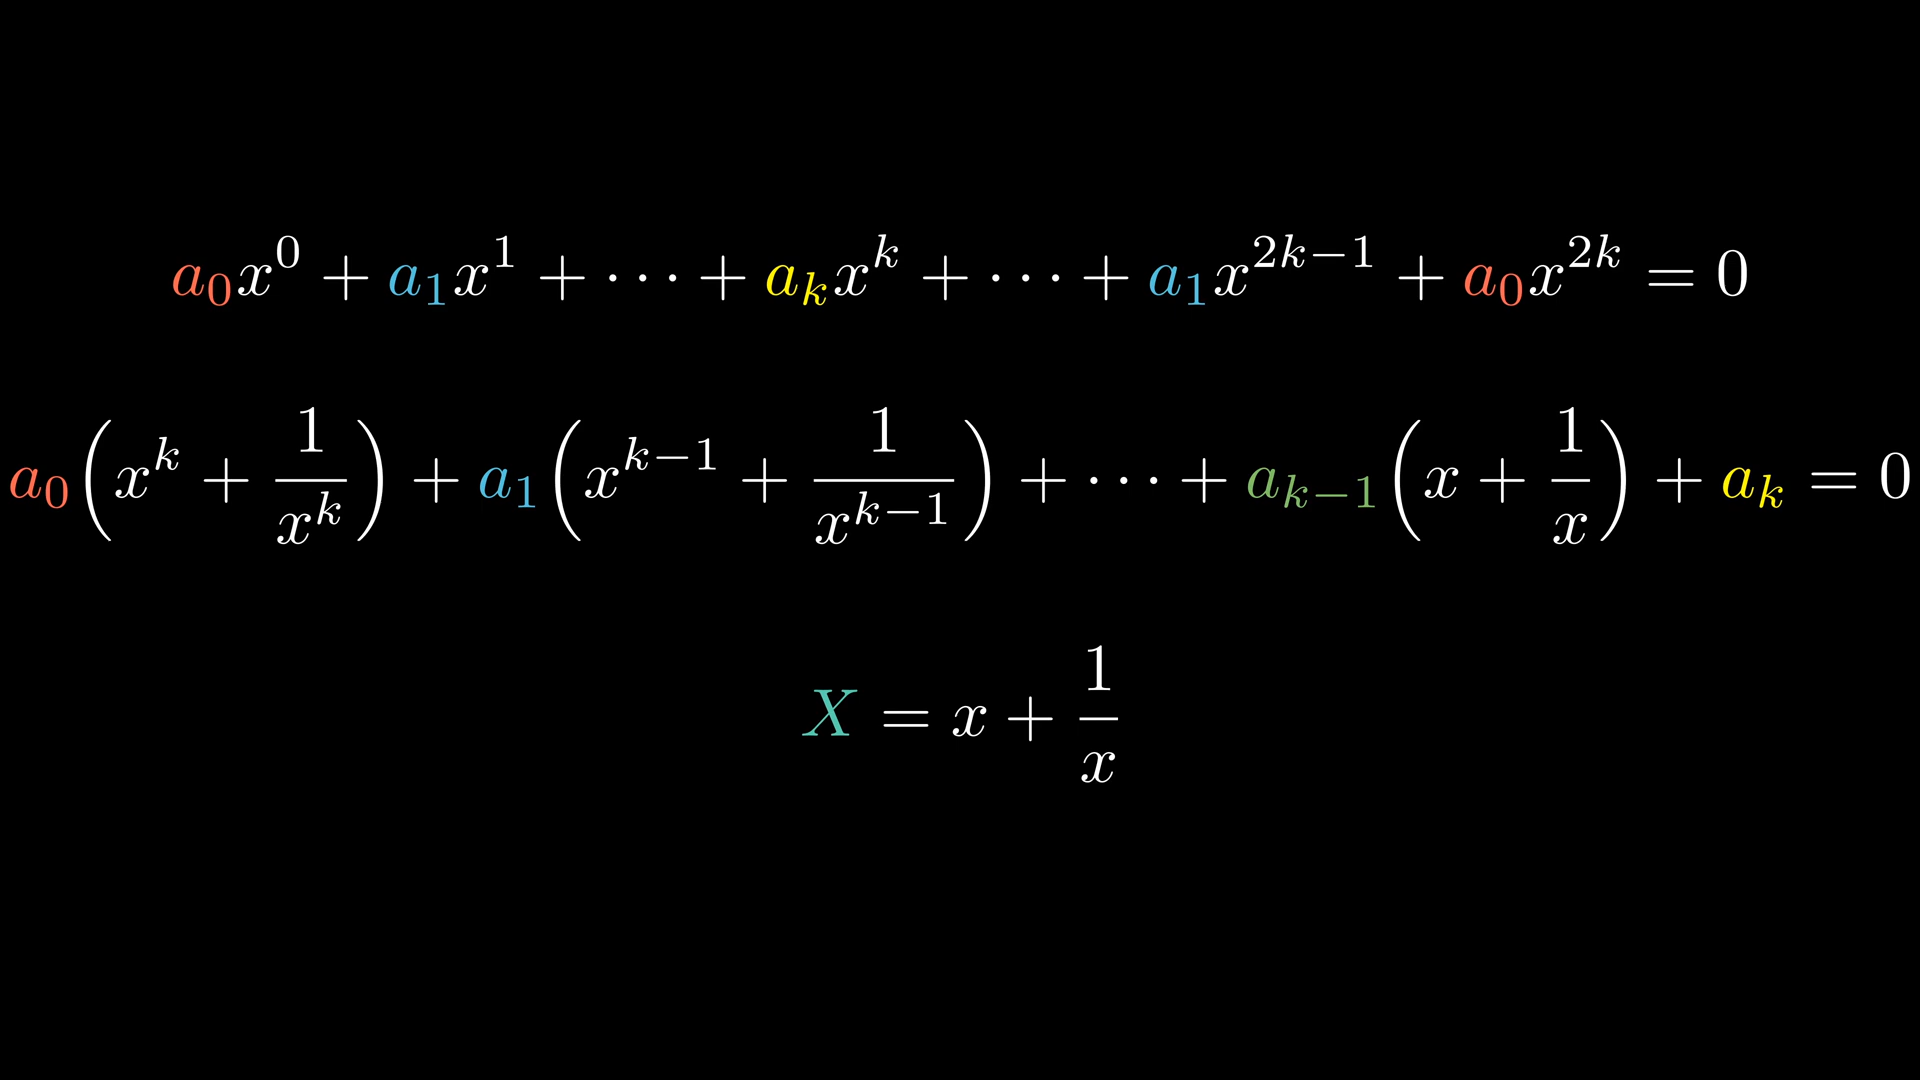 a₀x⁰ + a₁x¹ + ⋯ + aₖxᵏ + ⋯ + a₁x²ᵏ⁻¹ + a₀x²ᵏ = 0
a₀(xᵏ + 1/xᵏ) + a₁(xᵏ⁻¹ + 1/xᵏ⁻¹) + ⋯ + aₖ₋₁(x + 1/x) + aₖ = 0
X = x + 1/x